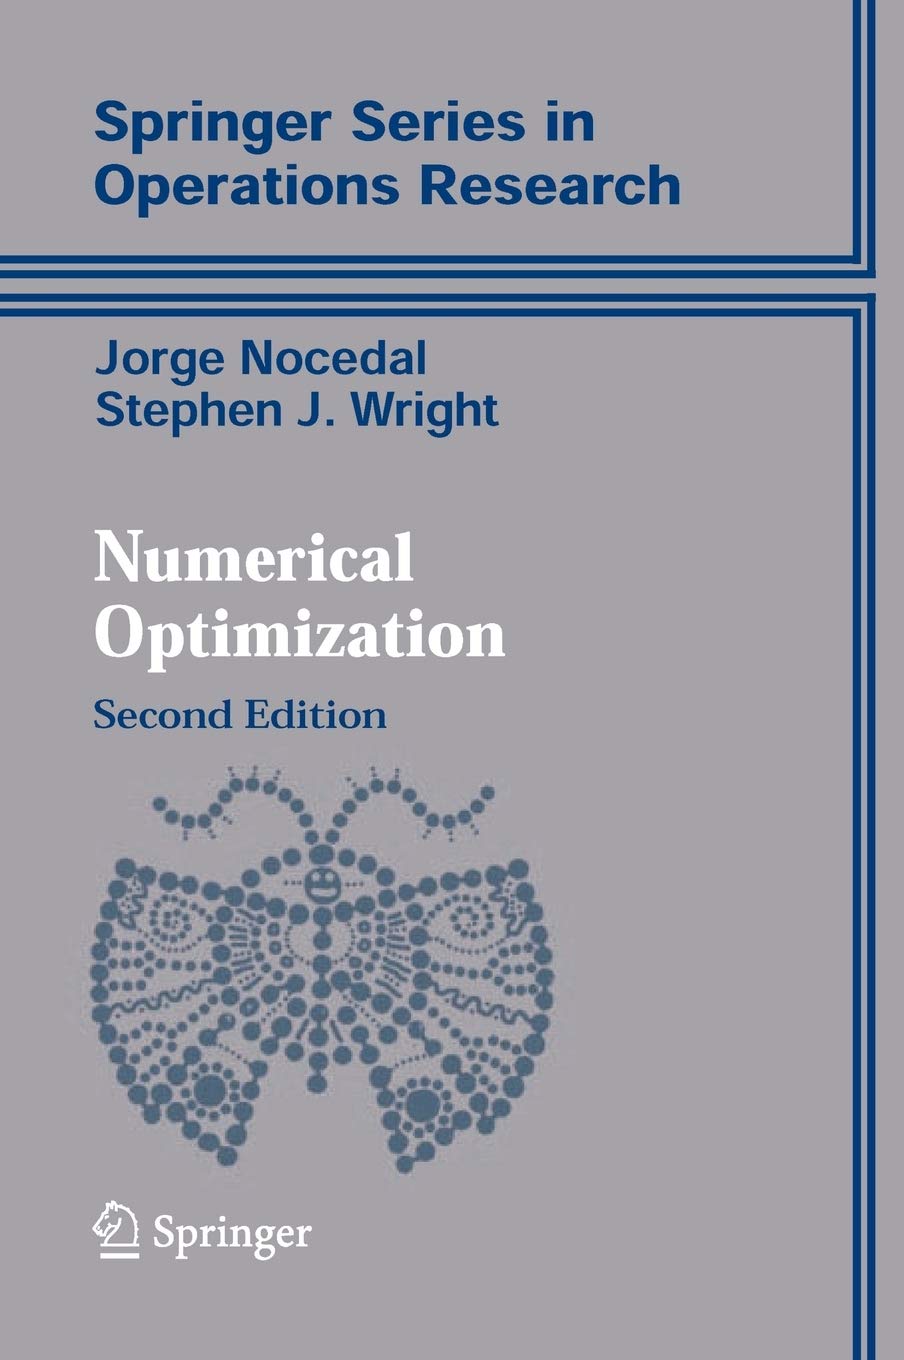 Springer Series in
Operations Research
Jorge Nocedal
Stephen J. Wright
Numerical
Optimization
Second Edition
Springer